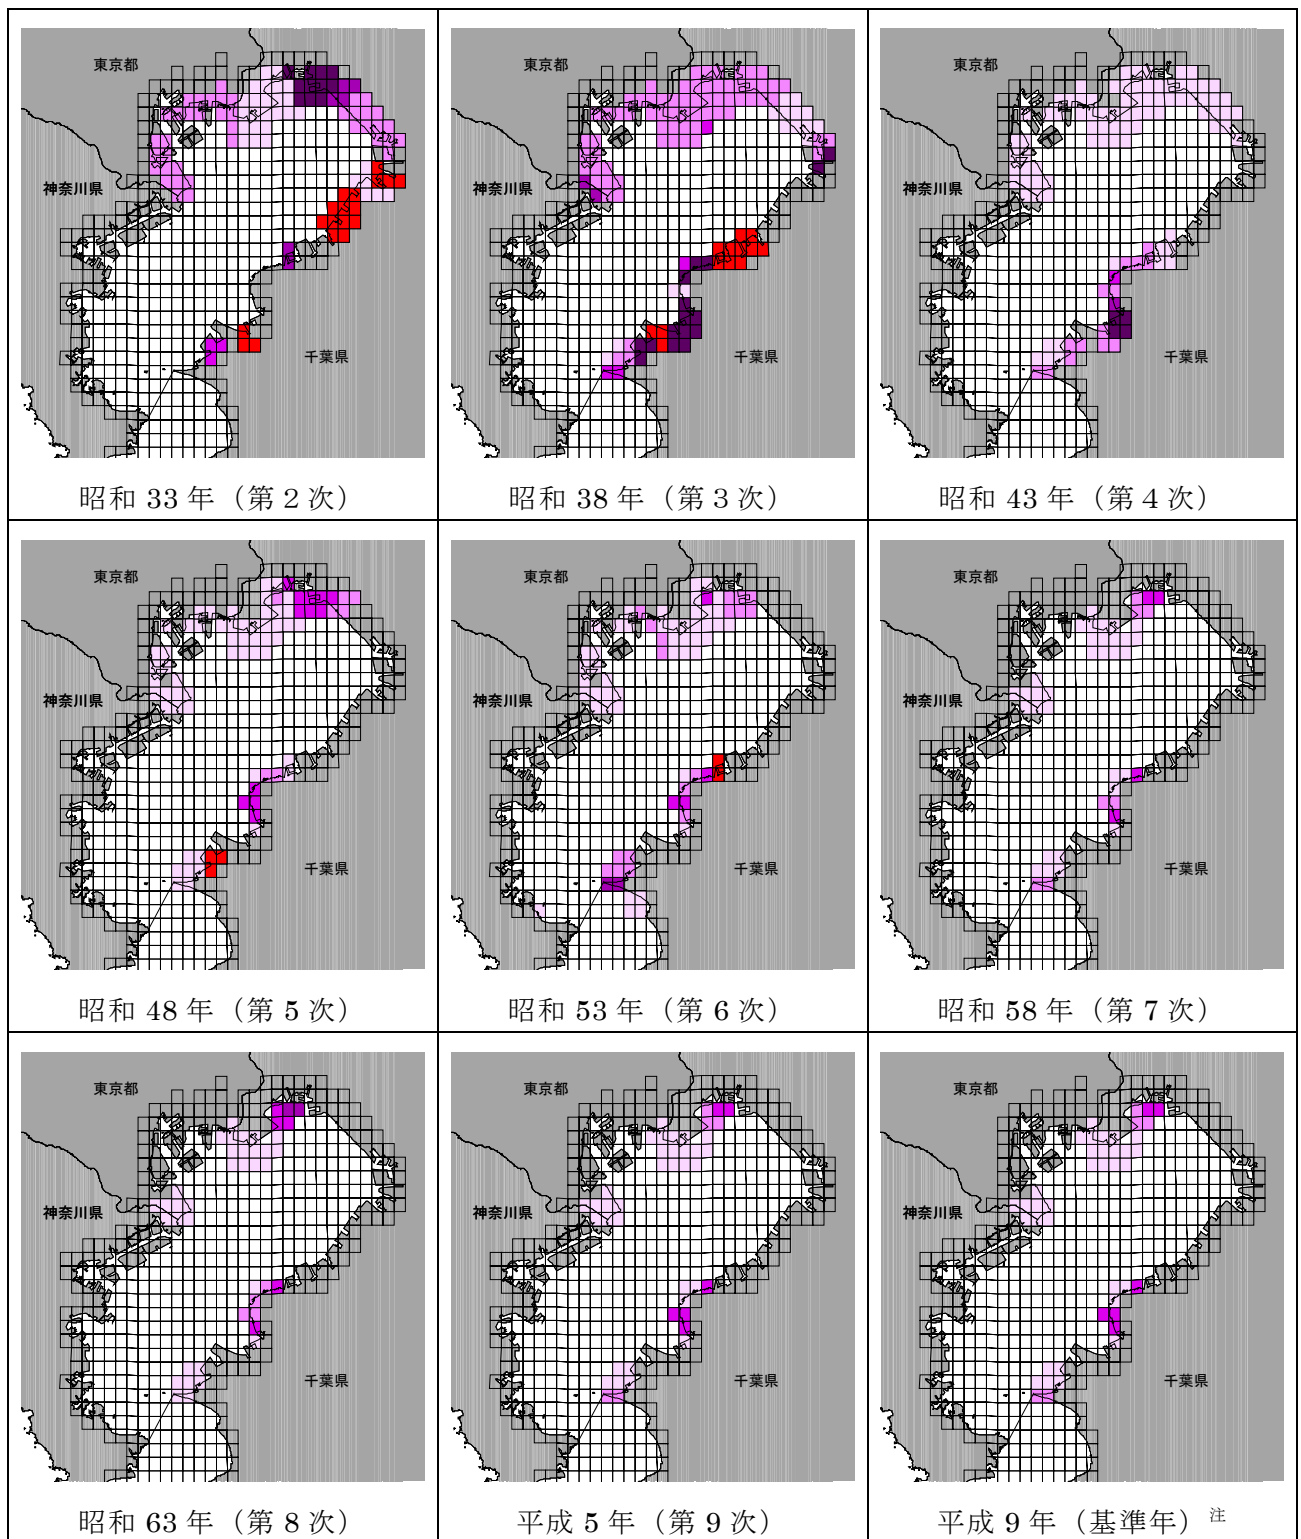 東京都
神奈川県
千葉県
昭和 33 年（第２次）
東京都
神奈川県
千葉県
昭和 38 年（第３次）
東京都
神奈川県
千葉県
昭和 43 年（第４次）
東京都
神奈川県
千葉県
昭和 48 年（第 5 次）
東京都
神奈川県
千葉県
昭和 53 年（第 6 次）
東京都
神奈川県
千葉県
昭和 58 年（第 7 次）
東京都
神奈川県
千葉県
昭和 63 年（第 8 次）
東京都
神奈川県
千葉県
平成 5 年（第 9 次）
東京都
神奈川県
千葉県
平成 9 年（基準年）注